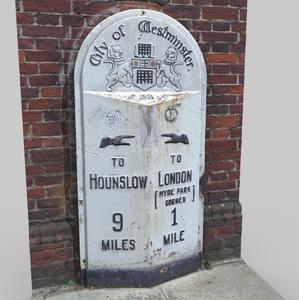 City of Westminster
TO
HOUNSLOW
9
MILES
TO
LONDON
[HYDE PARK
CORNER]
1
MILE